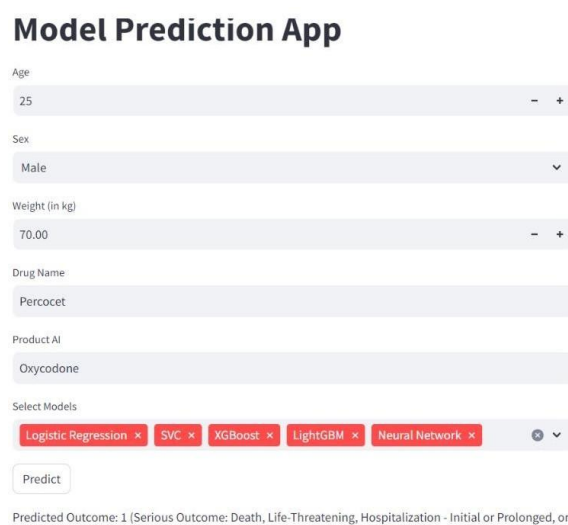 Model Prediction App
Age
25
Sex
Male
Weight (in kg)
70.00
Drug Name
Percocet
Product AI
Oxycodone
Select Models
Logistic Regression × SVC × XGBoost × LightGBM × Neural Network ×
Predict
Predicted Outcome: 1 (Serious Outcome: Death, Life-Threatening, Hospitalization - Initial or Prolonged, or